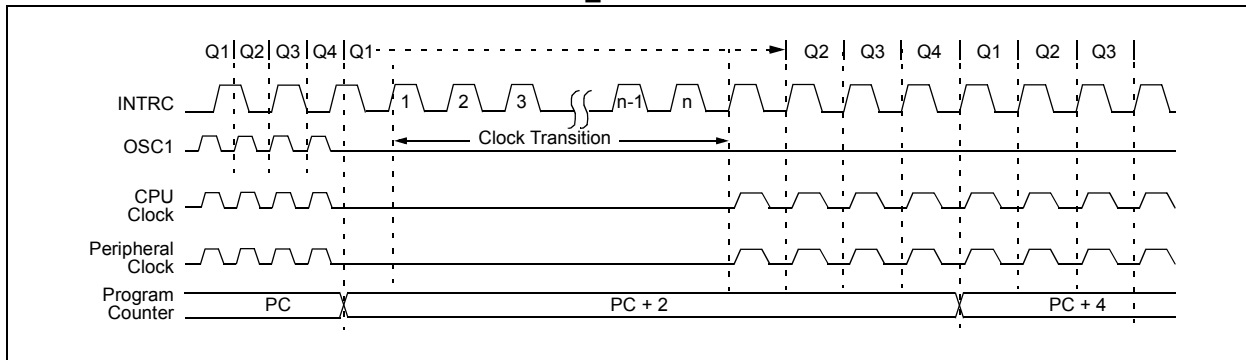 Q1 Q2 Q3 Q4 Q1 Q2 Q3 Q4 Q1 Q2 Q3
INTRC 1 2 3 n-1 n
Clock Transition
OSC1
CPU
Clock
Peripheral
Clock
Program
Counter
PC PC + 2 PC + 4